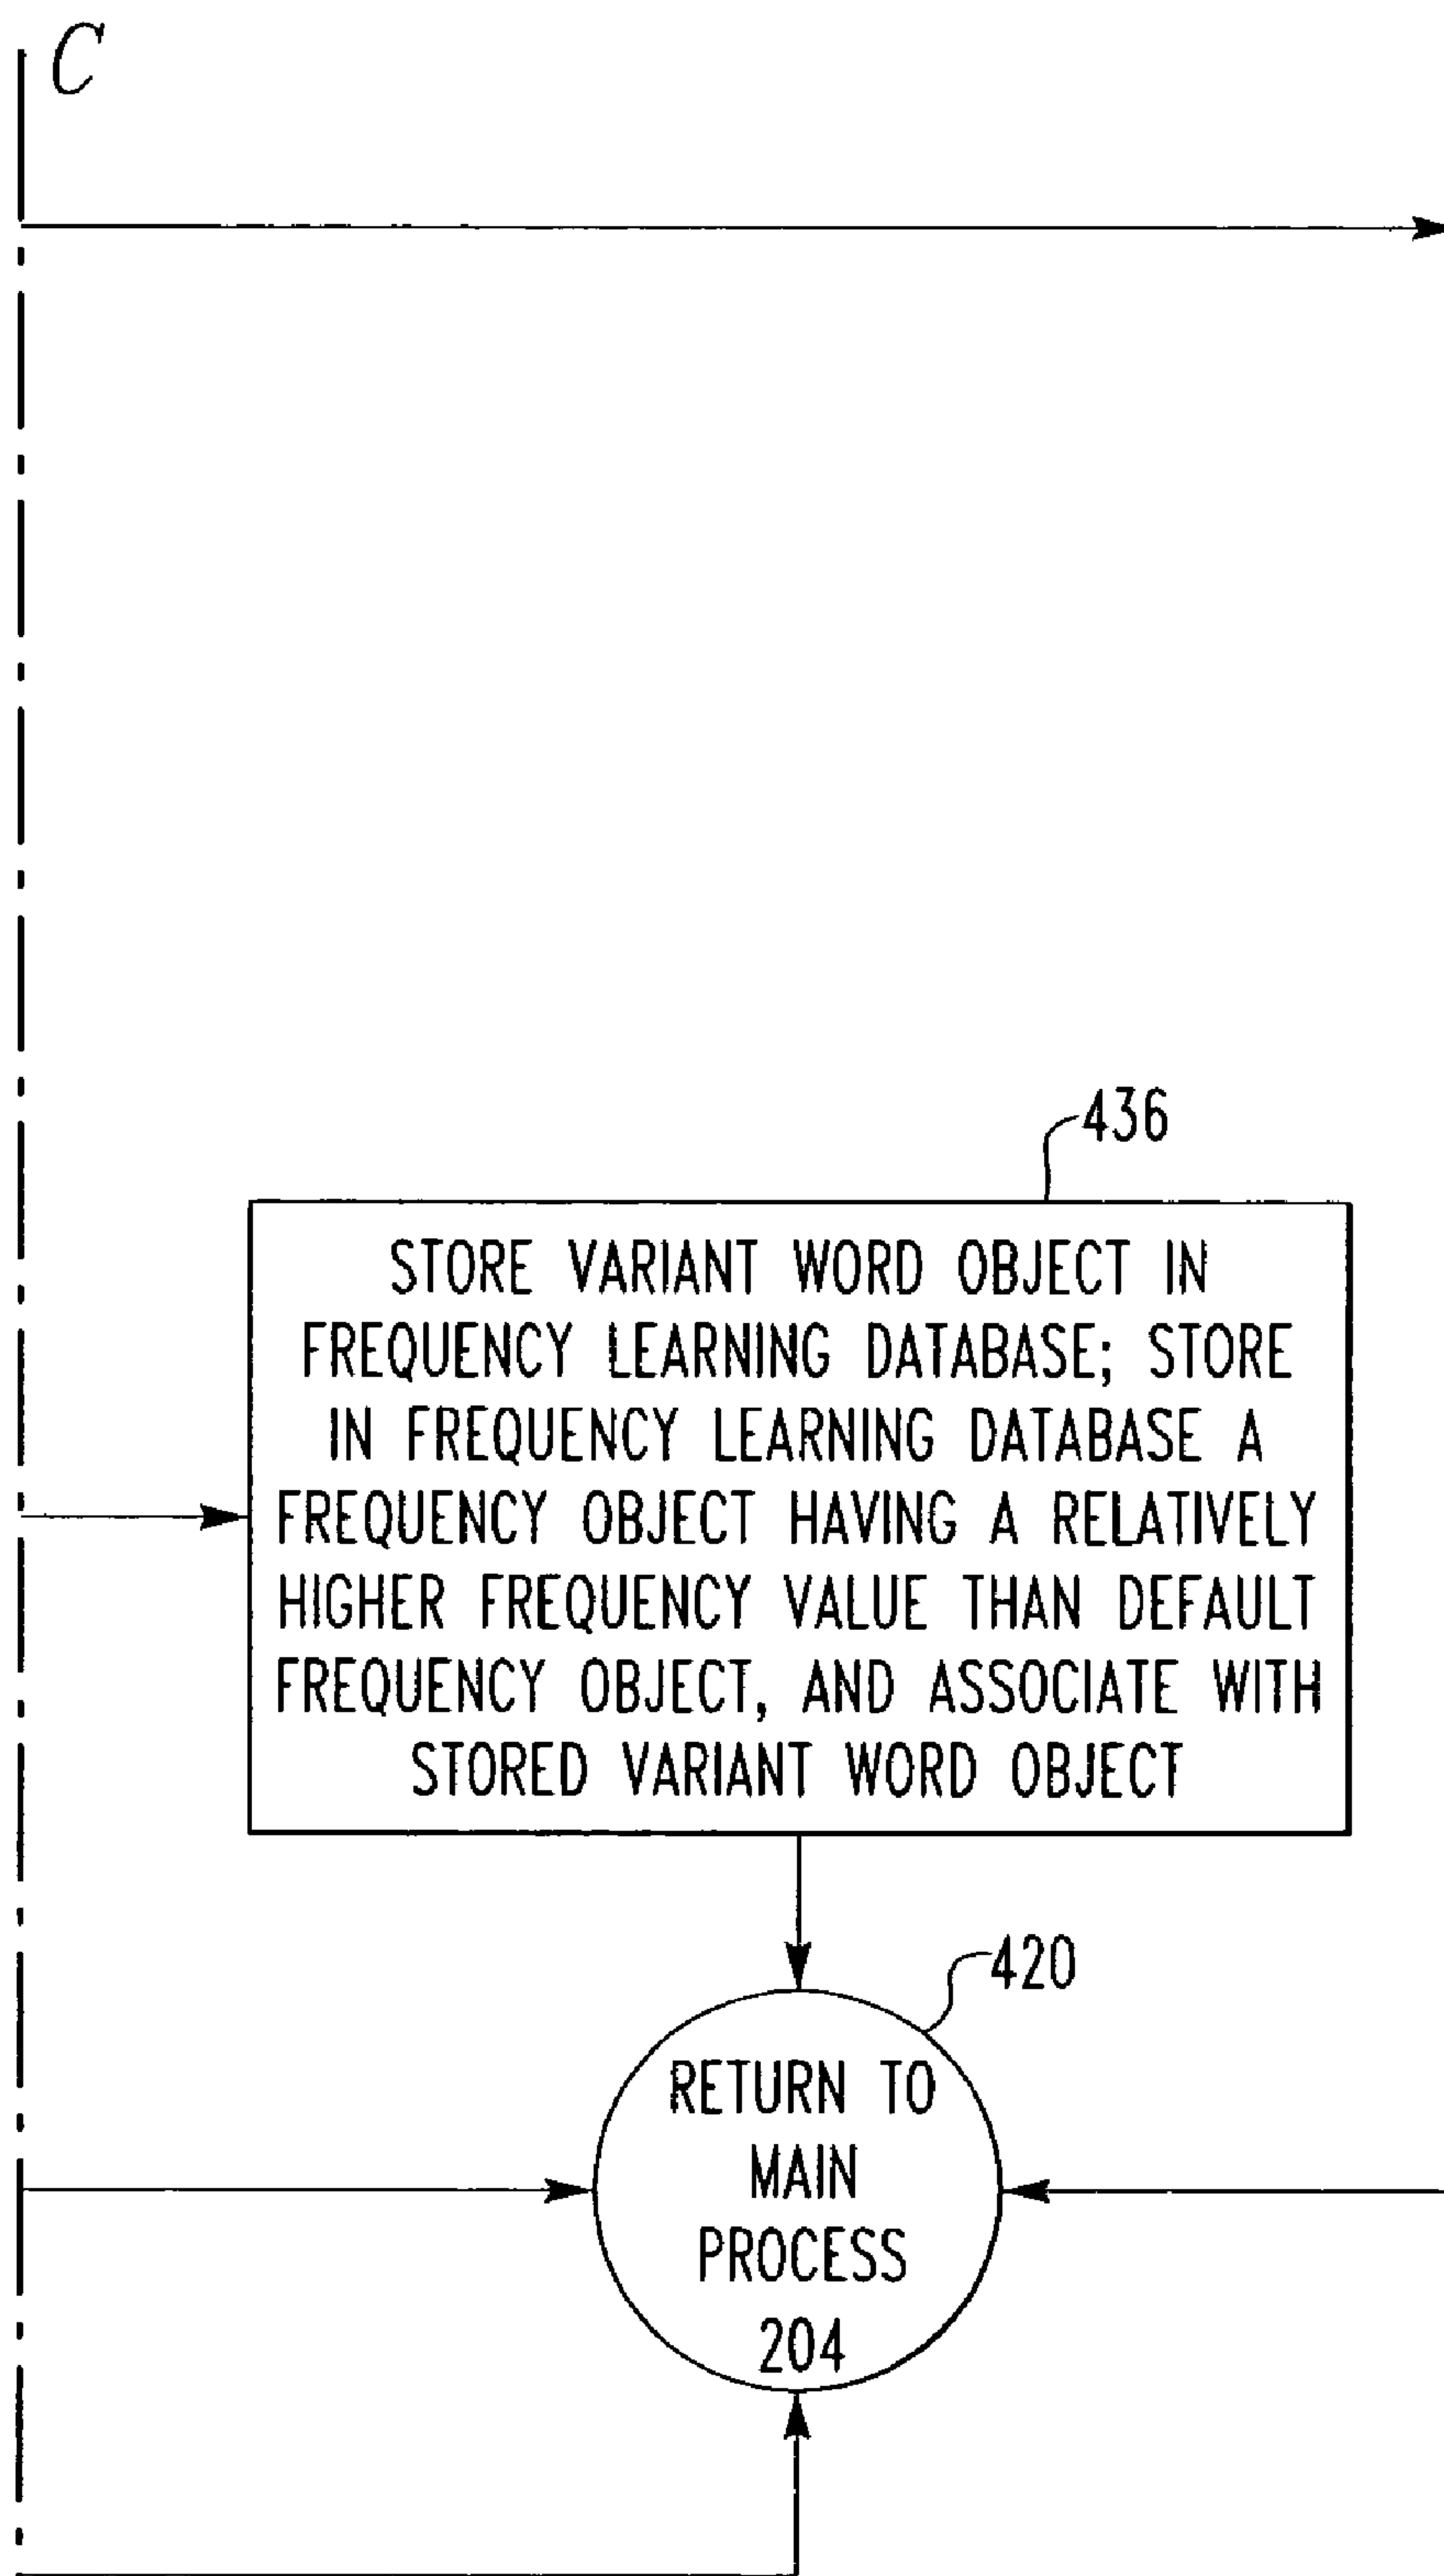 C
436
STORE VARIANT WORD OBJECT IN
FREQUENCY LEARNING DATABASE; STORE
IN FREQUENCY LEARNING DATABASE A
FREQUENCY OBJECT HAVING A RELATIVELY
HIGHER FREQUENCY VALUE THAN DEFAULT
FREQUENCY OBJECT, AND ASSOCIATE WITH
STORED VARIANT WORD OBJECT
420
RETURN TO
MAIN
PROCESS
204